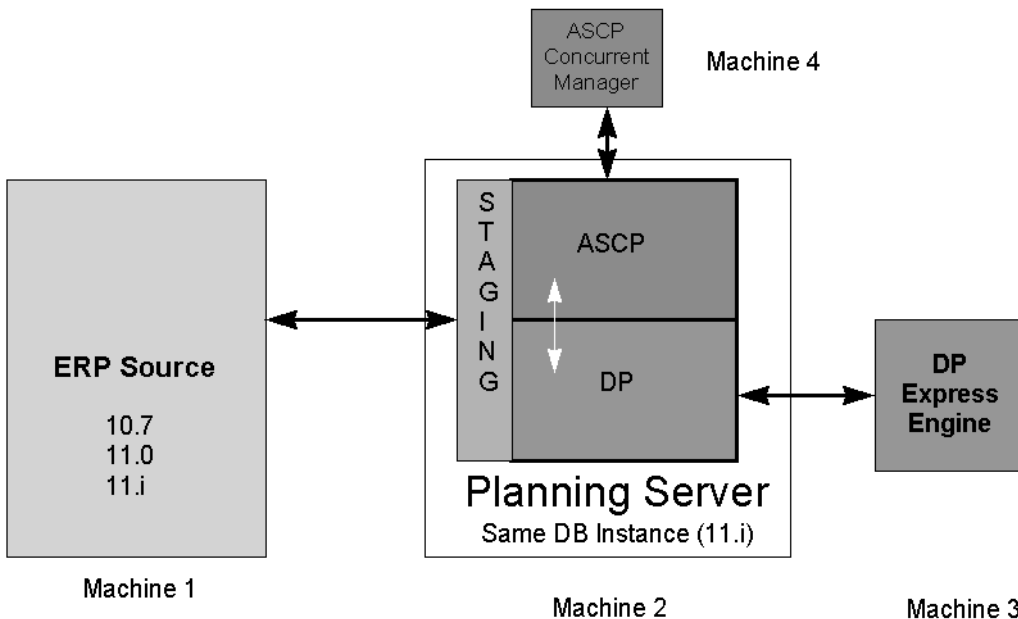 ASCP
Concurrent
Manager
Machine 4
S
T
A
G
I
N
G
ASCP
DP
ERP Source
10.7
11.0
11.i
DP
Express
Engine
Planning Server
Same DB Instance (11.i)
Machine 1
Machine 2
Machine 3